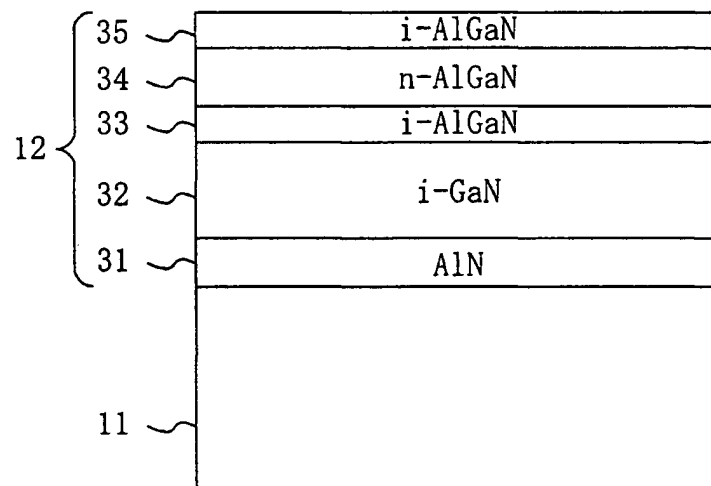 35 i-AlGaN
34 n-AlGaN
33 i-AlGaN
12
32 i-GaN
31 AlN
11